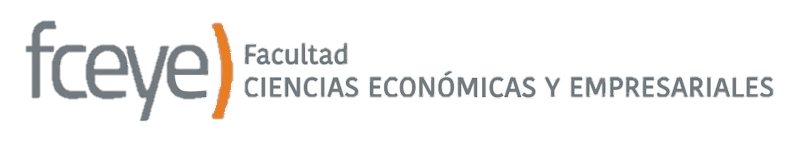 fceye)
Facultad
CIENCIAS ECONÓMICAS Y EMPRESARIALES